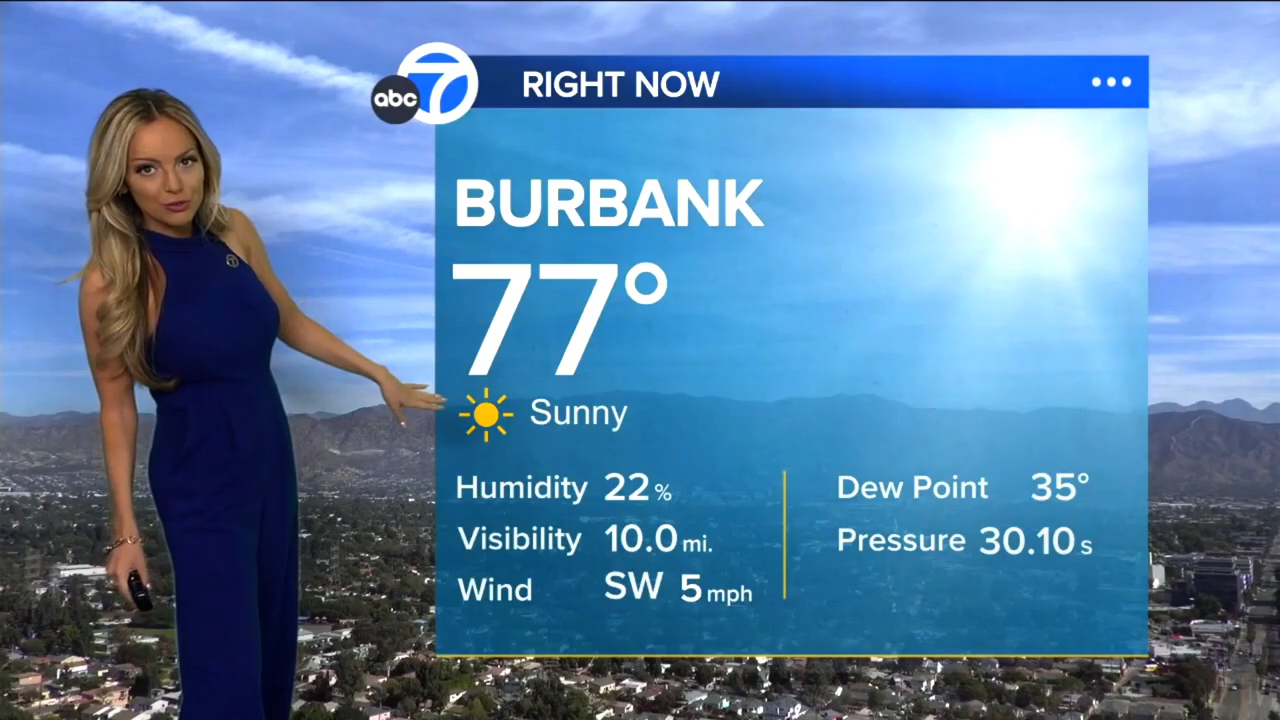 abc 7
RIGHT NOW
BURBANK
77°
Sunny
Humidity 22%
Visibility 10.0 mi.
Wind SW 5 mph
Dew Point 35°
Pressure 30.10 s